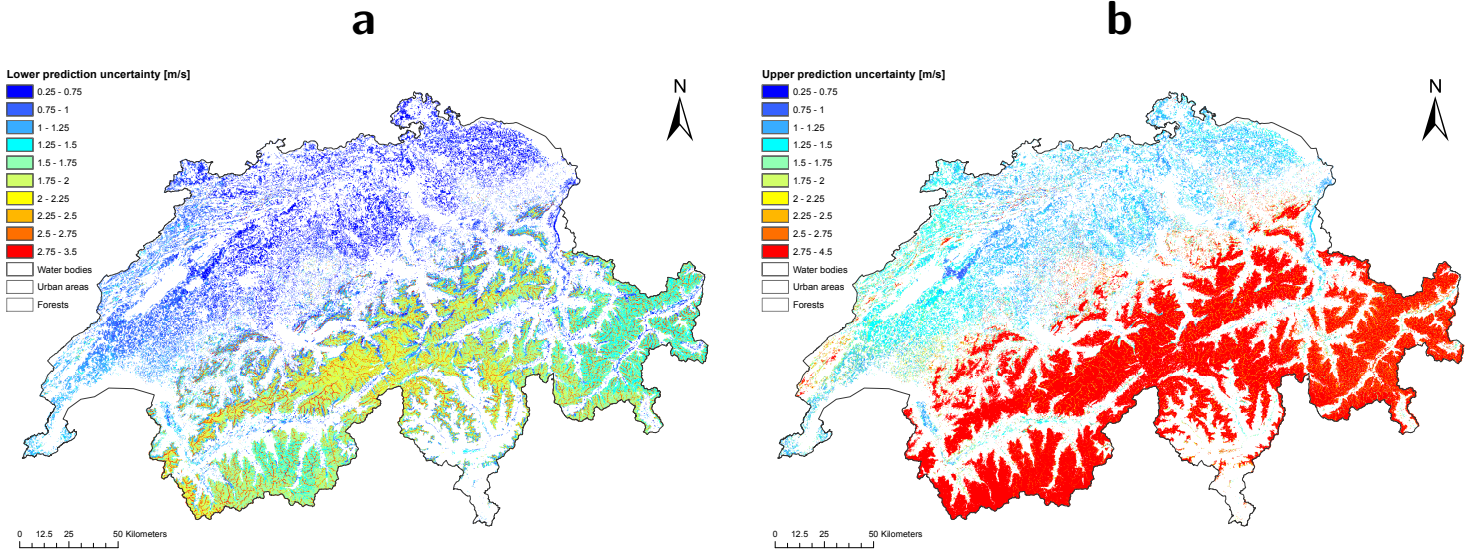 a
Lower prediction uncertainty [m/s]
0.25 - 0.75
0.75 - 1
1 - 1.25
1.25 - 1.5
1.5 - 1.75
1.75 - 2
2 - 2.25
2.25 - 2.5
2.5 - 2.75
2.75 - 3.5
Water bodies
Urban areas
Forests
N
0 12.5 25 50 Kilometers
b
Upper prediction uncertainty [m/s]
0.25 - 0.75
0.75 - 1
1 - 1.25
1.25 - 1.5
1.5 - 1.75
1.75 - 2
2 - 2.25
2.25 - 2.5
2.5 - 2.75
2.75 - 4.5
Water bodies
Urban areas
Forests
N
0 12.5 25 50 Kilometers